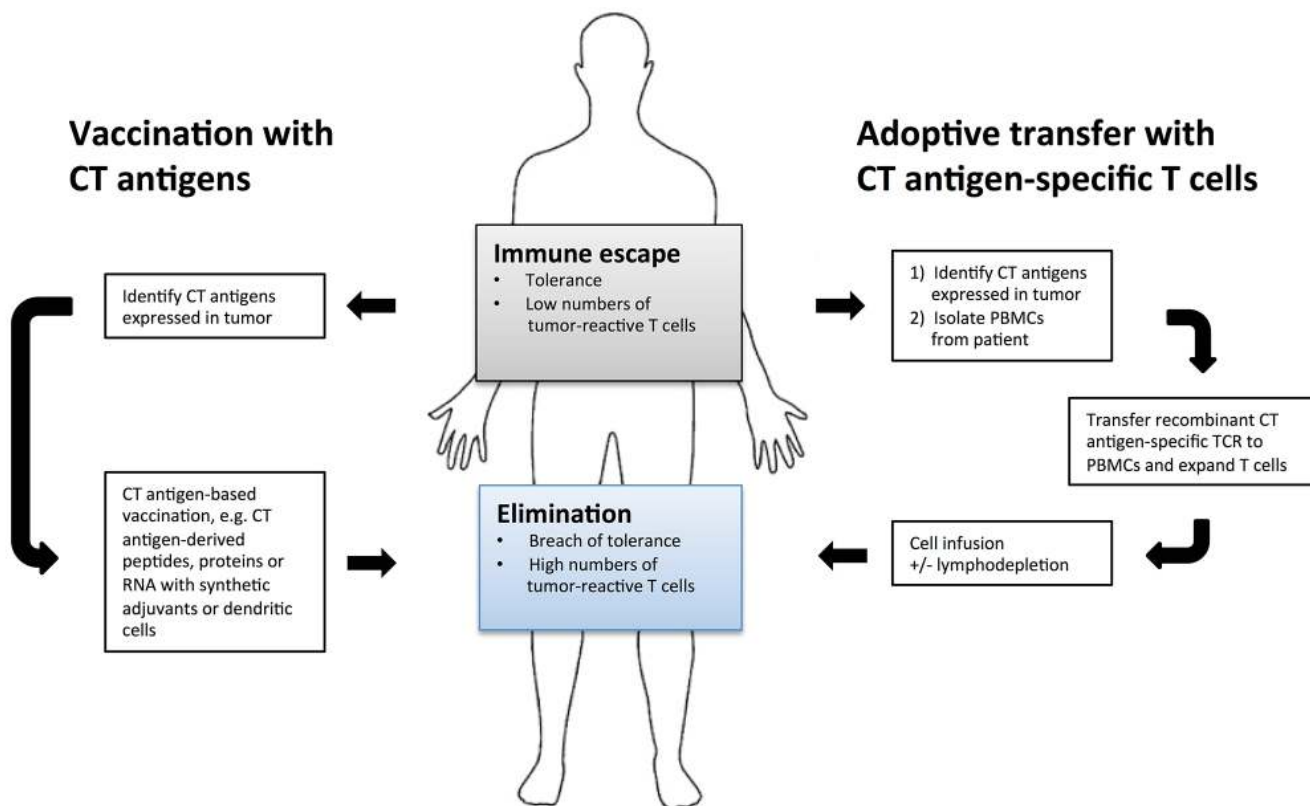 Vaccination with
CT antigens
Identify CT antigens
expressed in tumor
CT antigen-based
vaccination, e.g. CT
antigen-derived
peptides, proteins or
RNA with synthetic
adjuvants or dendritic
cells
Immune escape
• Tolerance
• Low numbers of
tumor-reactive T cells
Elimination
• Breach of tolerance
• High numbers of
tumor-reactive T cells
Adoptive transfer with
CT antigen-specific T cells
1) Identify CT antigens
expressed in tumor
2) Isolate PBMCs
from patient
Transfer recombinant CT
antigen-specific TCR to
PBMCs and expand T cells
Cell infusion
+/- lymphodepletion